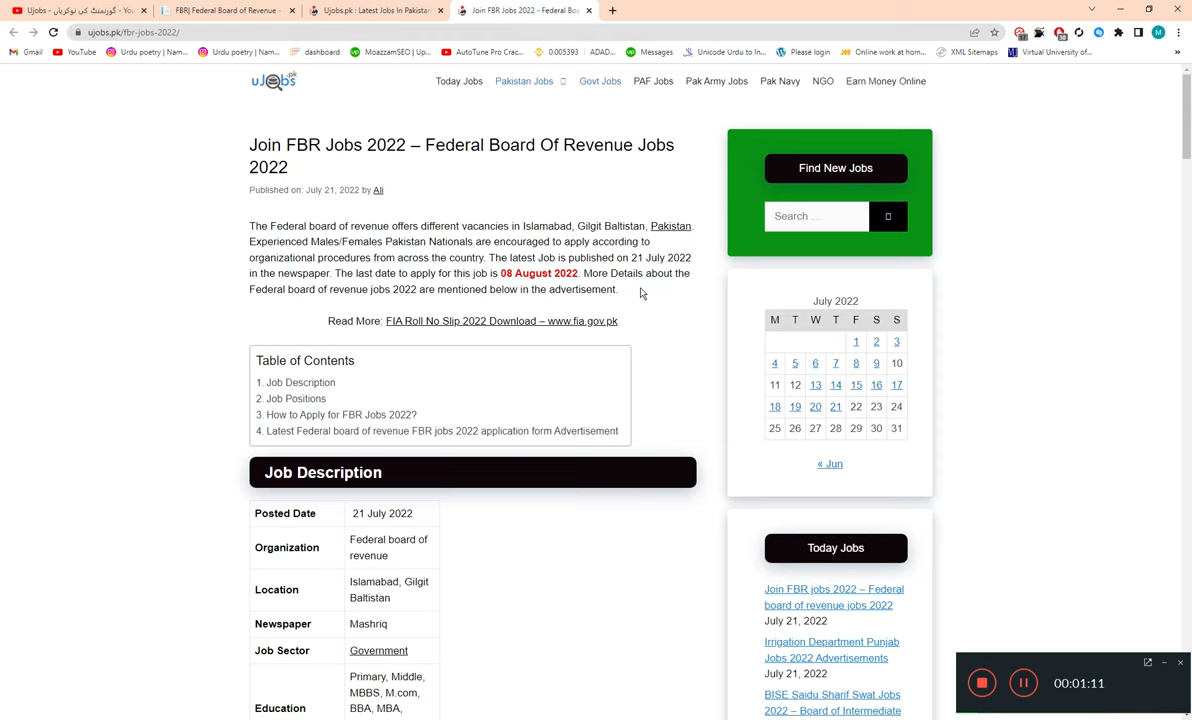 Ujobs - گورنمنٹ کی نوکریاں - You
FBR| Federal Board of Revenue -
Ujobs.pk : Latest Jobs In Pakistan
Join FBR Jobs 2022 - Federal Boa
ujobs.pk/fbr-jobs-2022/
M
Gmail
YouTube
Urdu poetry | Nam...
Urdu poetry | Nam...
dashboard
MoazzamSEO | Up...
AutoTune Pro Crac...
0.005393 | ADAD...
Messages
Unicode Urdu to In...
Please login
Online work at hom...
XML Sitemaps
Virtual University of...
uJobs.pk
Today Jobs
Pakistan Jobs
Govt Jobs
PAF Jobs
Pak Army Jobs
Pak Navy
NGO
Earn Money Online
Join FBR Jobs 2022 – Federal Board Of Revenue Jobs
2022
Published on: July 21, 2022 by Ali
The Federal board of revenue offers different vacancies in Islamabad, Gilgit Baltistan, Pakistan.
Experienced Males/Females Pakistan Nationals are encouraged to apply according to
organizational procedures from across the country. The latest Job is published on 21 July 2022
in the newspaper. The last date to apply for this job is 08 August 2022. More Details about the
Federal board of revenue jobs 2022 are mentioned below in the advertisement.
Read More: FIA Roll No Slip 2022 Download – www.fia.gov.pk
Table of Contents
1. Job Description
2. Job Positions
3. How to Apply for FBR Jobs 2022?
4. Latest Federal board of revenue FBR jobs 2022 application form Advertisement
Job Description
Posted Date 21 July 2022
Organization Federal board of
revenue
Location Islamabad, Gilgit
Baltistan
Newspaper Mashriq
Job Sector Government
Education Primary, Middle,
MBBS, M.com,
BBA, MBA,
Find New Jobs
Search ...
July 2022
M T W T F S S
1 2 3
4 5 6 7 8 9 10
11 12 13 14 15 16 17
18 19 20 21 22 23 24
25 26 27 28 29 30 31
« Jun
Today Jobs
Join FBR jobs 2022 – Federal
board of revenue jobs 2022
July 21, 2022
Irrigation Department Punjab
Jobs 2022 Advertisements
July 21, 2022
BISE Saidu Sharif Swat Jobs
2022 – Board of Intermediate
00:01:11